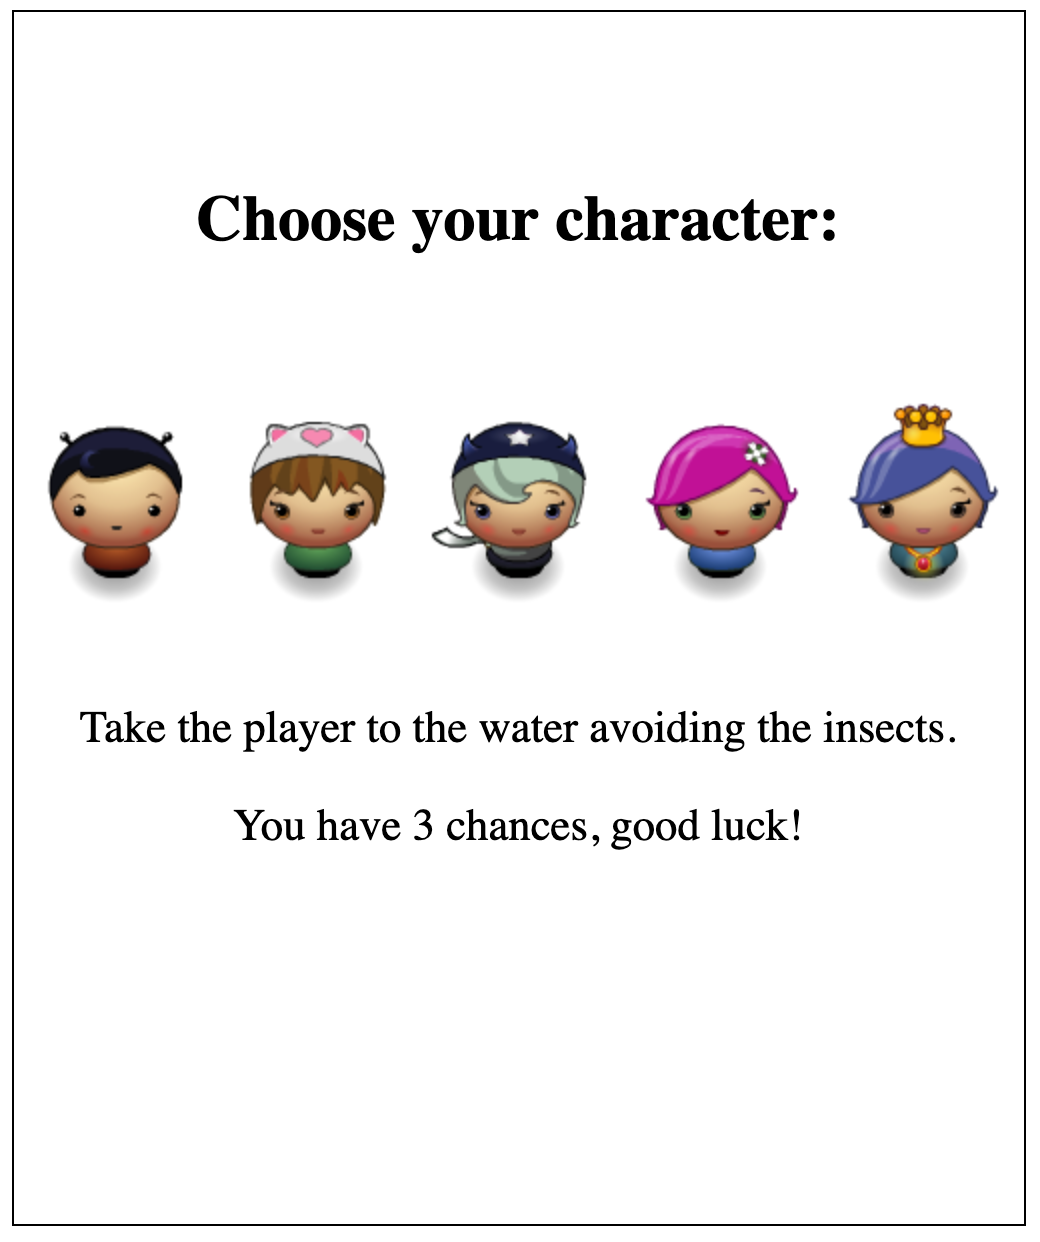 Choose your character:
Take the player to the water avoiding the insects.
You have 3 chances, good luck!